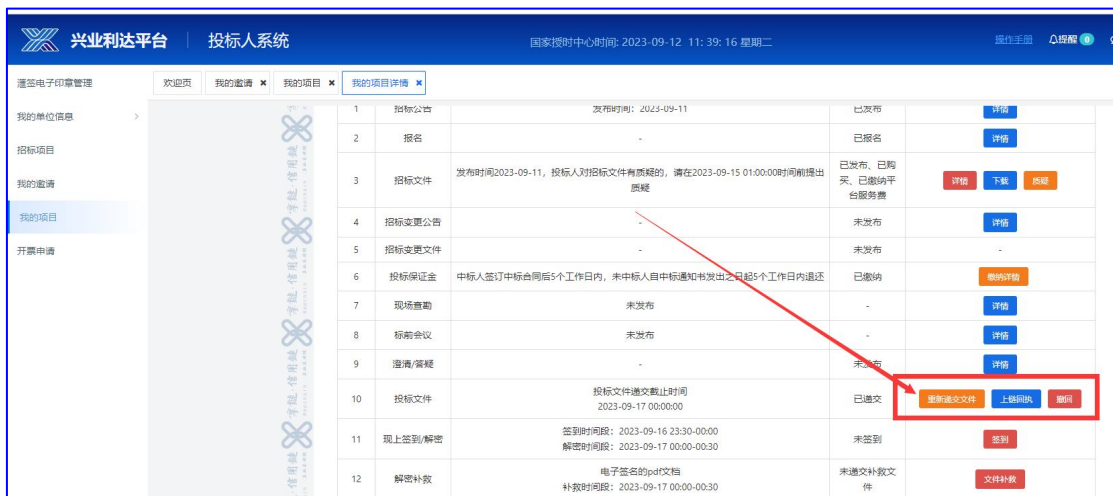 兴业利达平台 投标人系统 国家授时中心时间: 2023-09-12 11: 39: 16 星期二 操作手册 提醒 0
欢迎页 我的邀请 × 我的项目 × 我的项目详情 ×
我的单位信息
招标项目
我的邀请
我的项目
开票申请
1 招标公告 发布时间：2023-09-11 已发布 详情
2 报名 - 已报名 详情
3 招标文件 发布时间2023-09-11，投标人对招标文件有质疑的，请在2023-09-15 01:00:00时间前提出
质疑
已发布、已购
买、已缴纳平
台服务费
详情 下载 质疑
4 招标变更公告 - 未发布 详情
5 招标变更文件 - 未发布 -
6 投标保证金 中标人签订中标合同后5个工作日内，未中标人自中标通知书发出之日起5个工作日内退还 已缴纳 缴纳详情
7 现场查勘 未发布 - 详情
8 标前会议 未发布 - 详情
9 澄清/答疑 - 未发布 详情
10 投标文件 投标文件递交截止时间
2023-09-17 00:00:00
已递交 重新递交文件 上链回执 撤回
11 现上签到/解密 签到时间段：2023-09-16 23:30-00:00
解密时间段：2023-09-17 00:00-00:30
未签到 签到
12 解密补救 电子签名的pdf文档
补救时间段：2023-09-17 00:00-00:30
未递交补救文
件
文件补救